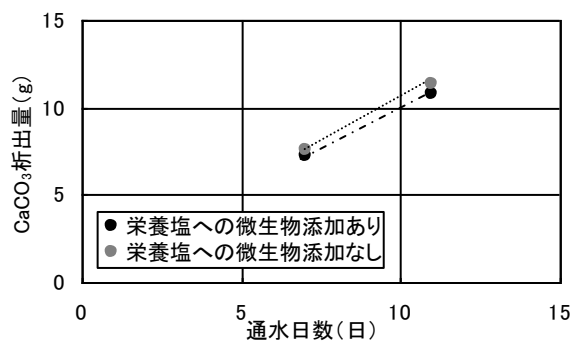 15
10
5
0
CaCO₃析出量(g)
● 栄養塩への微生物添加あり
● 栄養塩への微生物添加なし
0 5 10 15
通水日数(日)